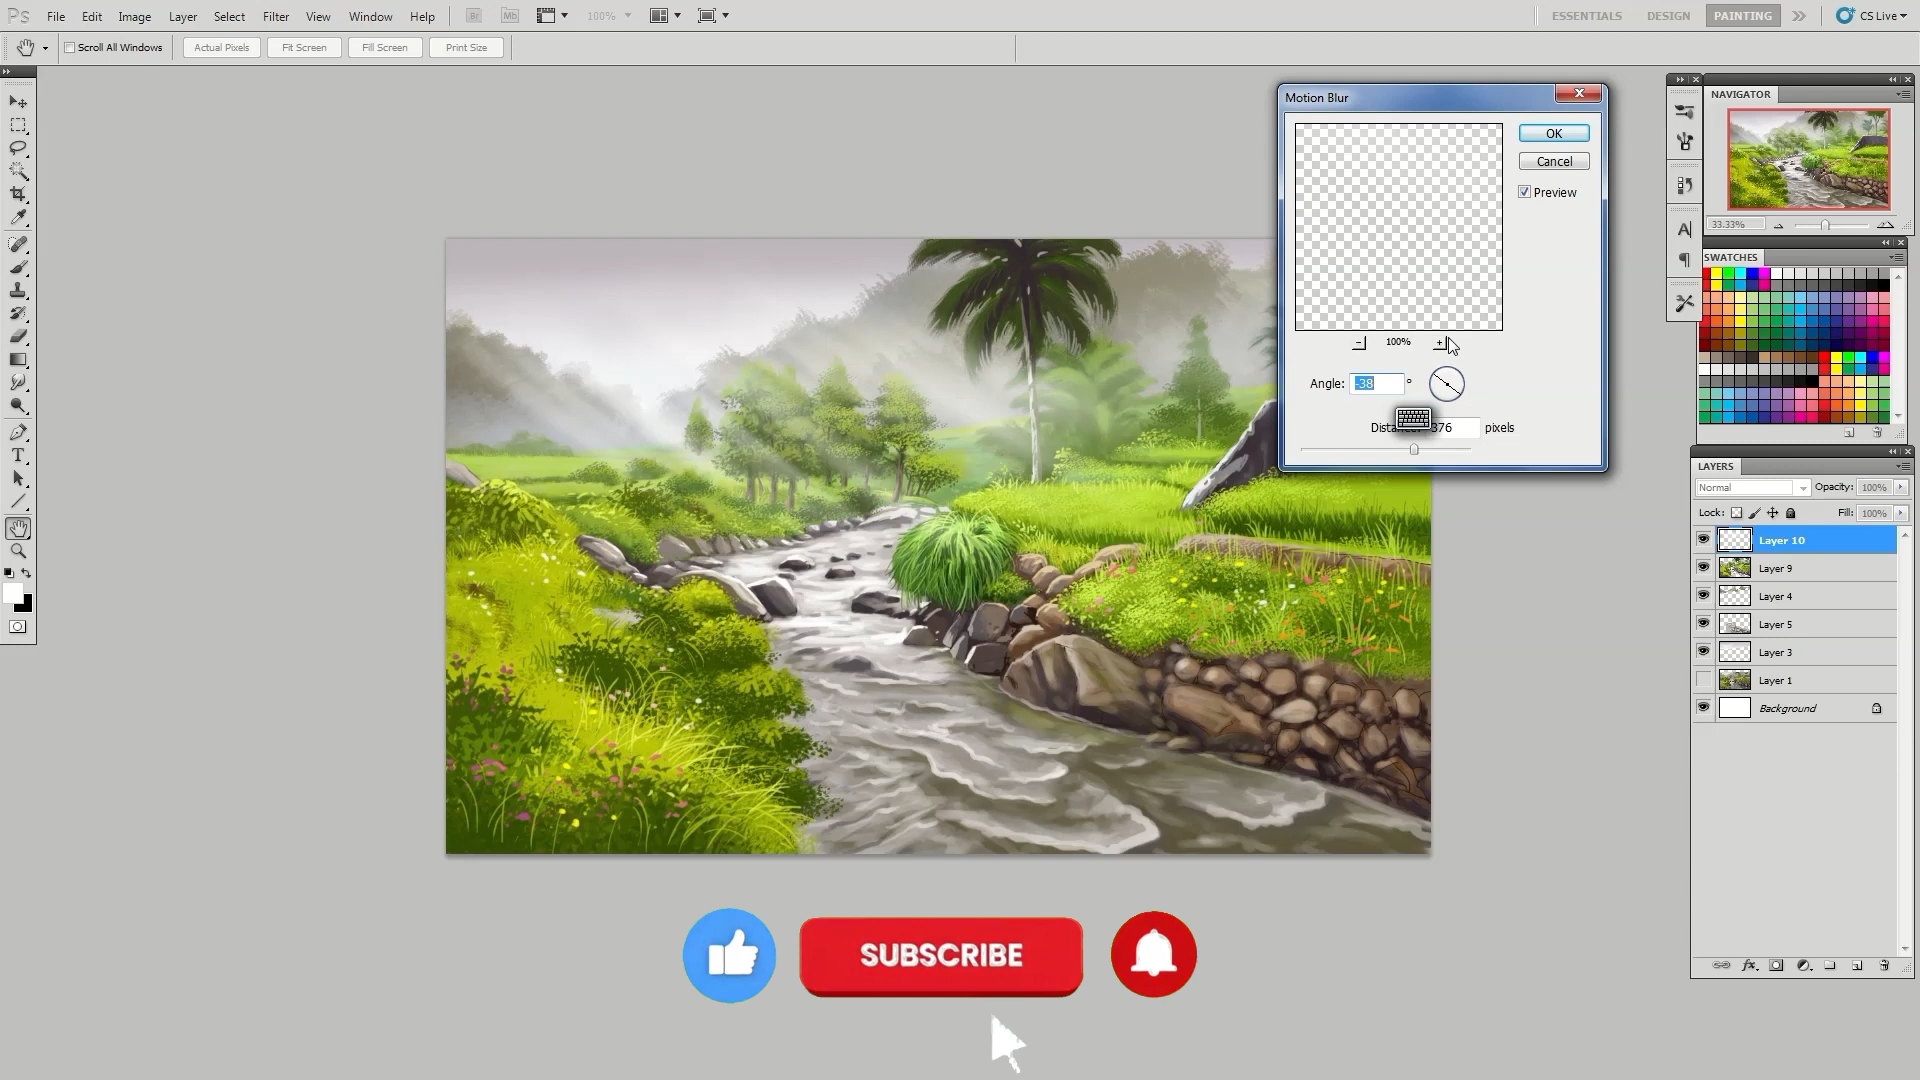 Ps File Edit Image Layer Select Filter View Window Help Br Mb 100% ESSENTIALS DESIGN PAINTING CS Live
Scroll All Windows Actual Pixels Fit Screen Fill Screen Print Size
Motion Blur
OK
Cancel
Preview
100%
Angle: -38 °
376 pixels
NAVIGATOR
33.33%
SWATCHES
LAYERS
Normal Opacity: 100%
Lock: Fill: 100%
Layer 10
Layer 9
Layer 4
Layer 5
Layer 3
Layer 1
Background
SUBSCRIBE